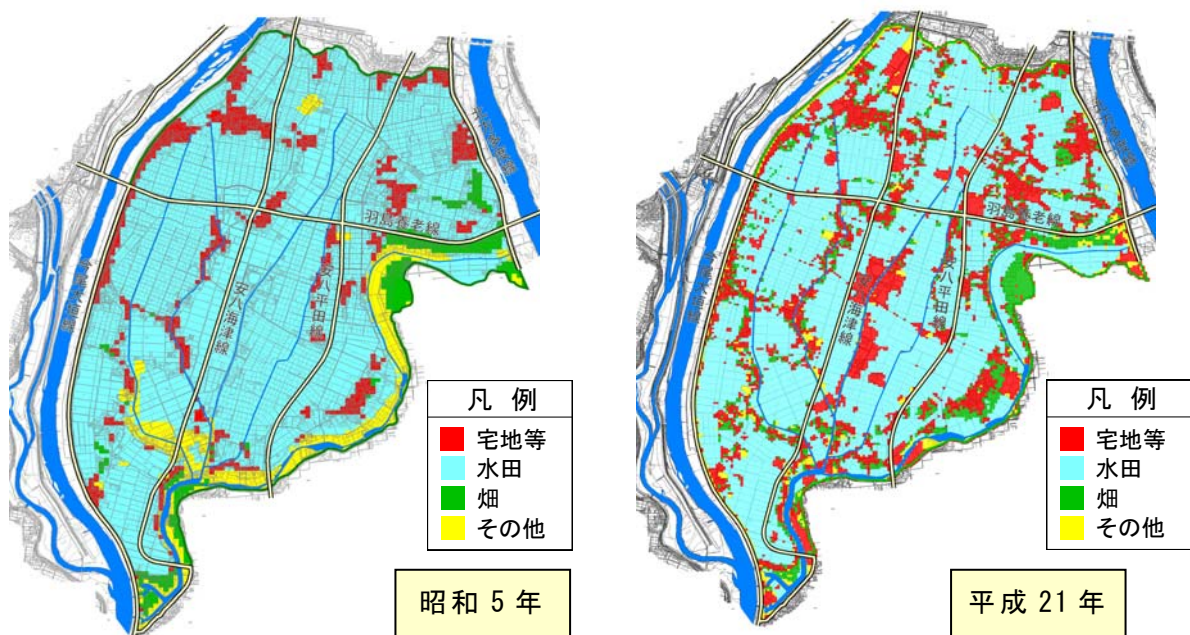 羽島養老線
安八海津線
安八平田線
凡 例
宅地等
水田
畑
その他
昭和 5 年
羽島養老線
安八海津線
安八平田線
凡 例
宅地等
水田
畑
その他
平成 21 年